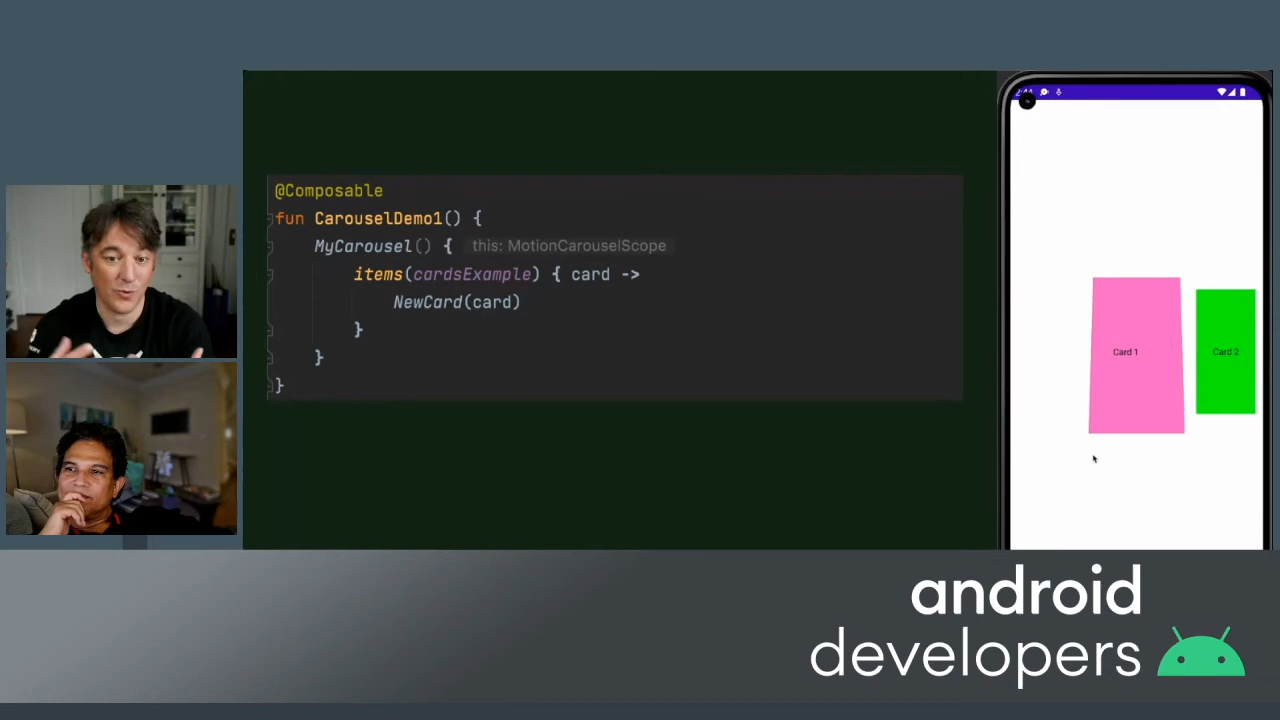 @Composable
fun CarouselDemo1() {
MyCarousel() { this: MotionCarouselScope
items(cardsExample) { card ->
NewCard(card)
}
}
}
Card 1
Card 2
android
developers